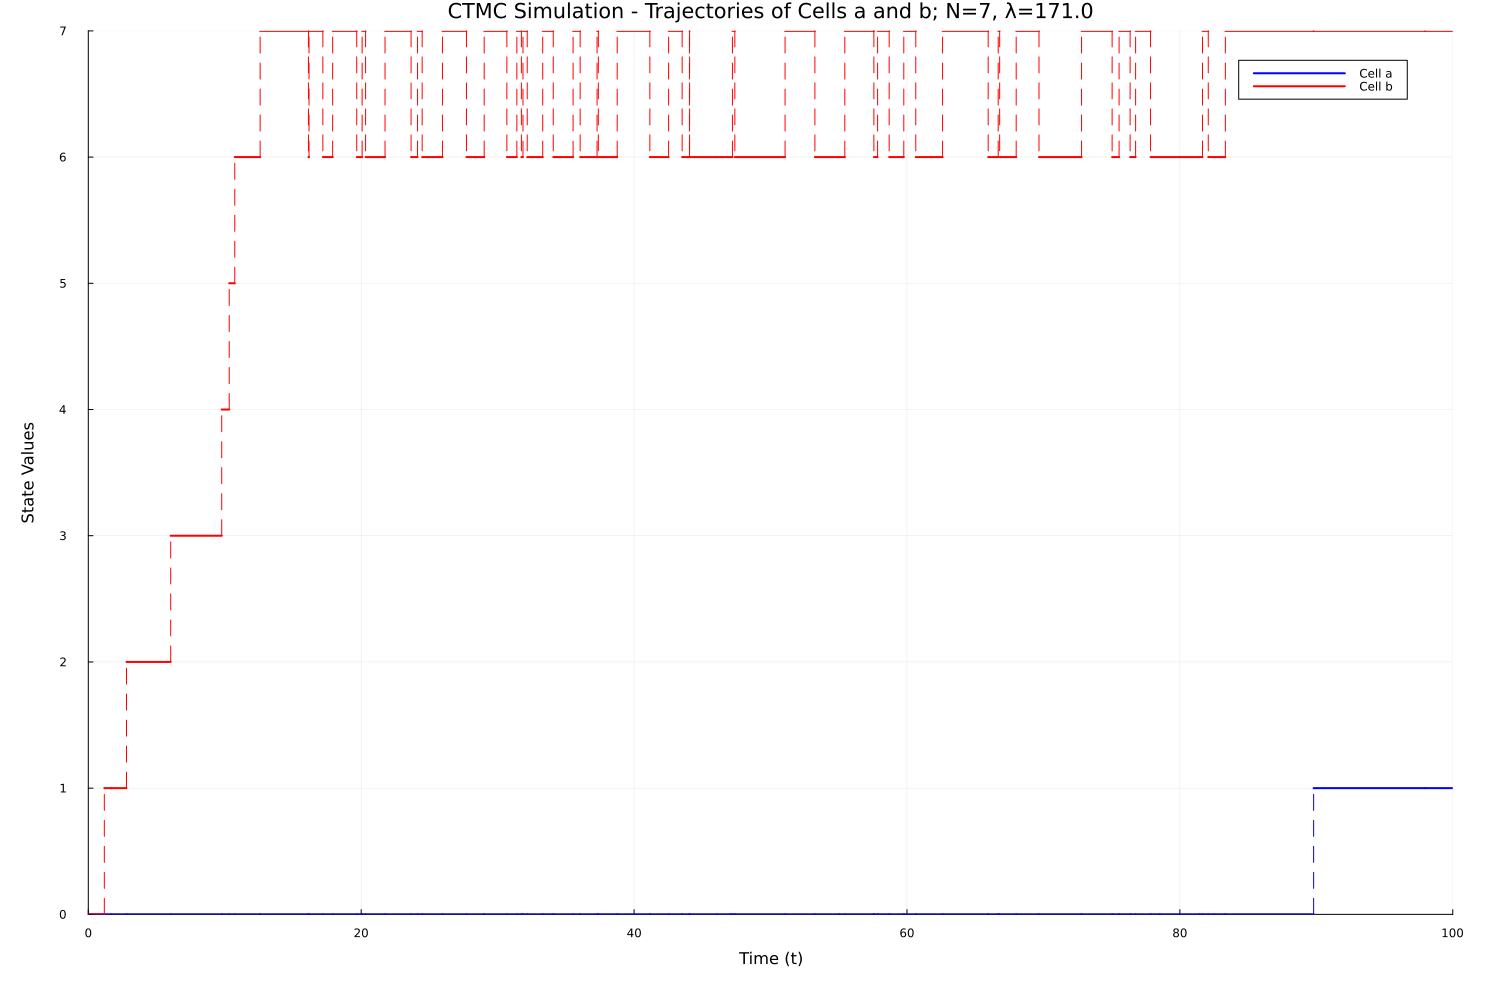 CTMC Simulation - Trajectories of Cells a and b; N=7, λ=171.0
7
6
5
4
3
2
1
0
State Values
Cell a
Cell b
0 20 40 60 80 100
Time (t)